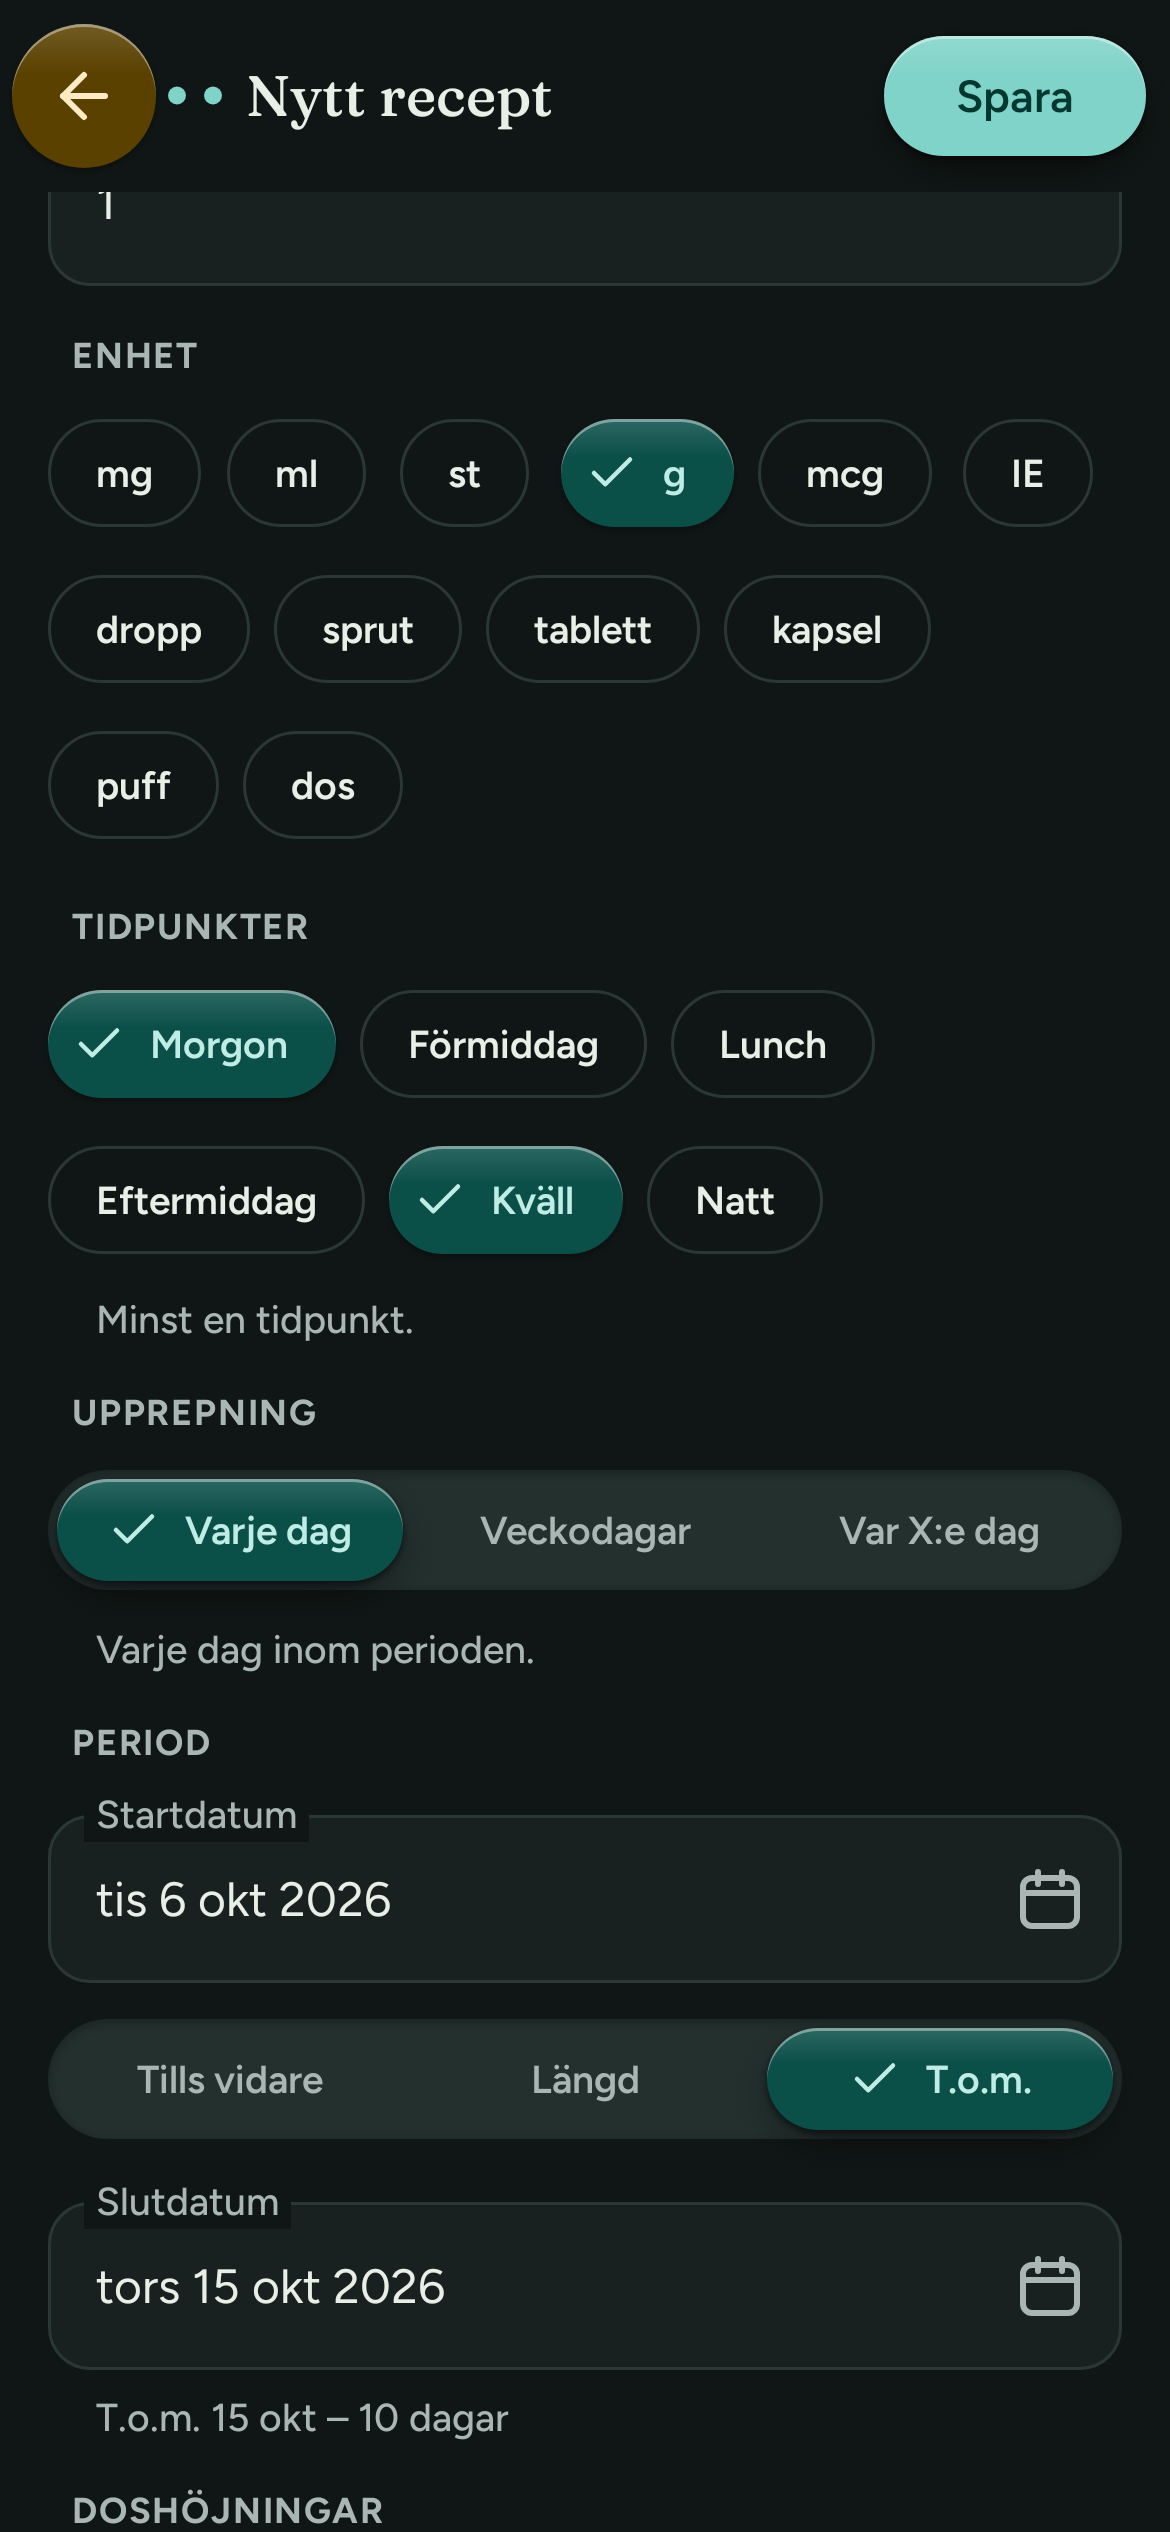 Nytt recept
Spara
1
ENHET
mg ml st g mcg IE
dropp sprut tablett kapsel
puff dos
TIDPUNKTER
Morgon Förmiddag Lunch
Eftermiddag Kväll Natt
Minst en tidpunkt.
UPPREPNING
Varje dag Veckodagar Var X:e dag
Varje dag inom perioden.
PERIOD
Startdatum
tis 6 okt 2026
Tills vidare Längd T.o.m.
Slutdatum
tors 15 okt 2026
T.o.m. 15 okt – 10 dagar
DOSHÖJNINGAR